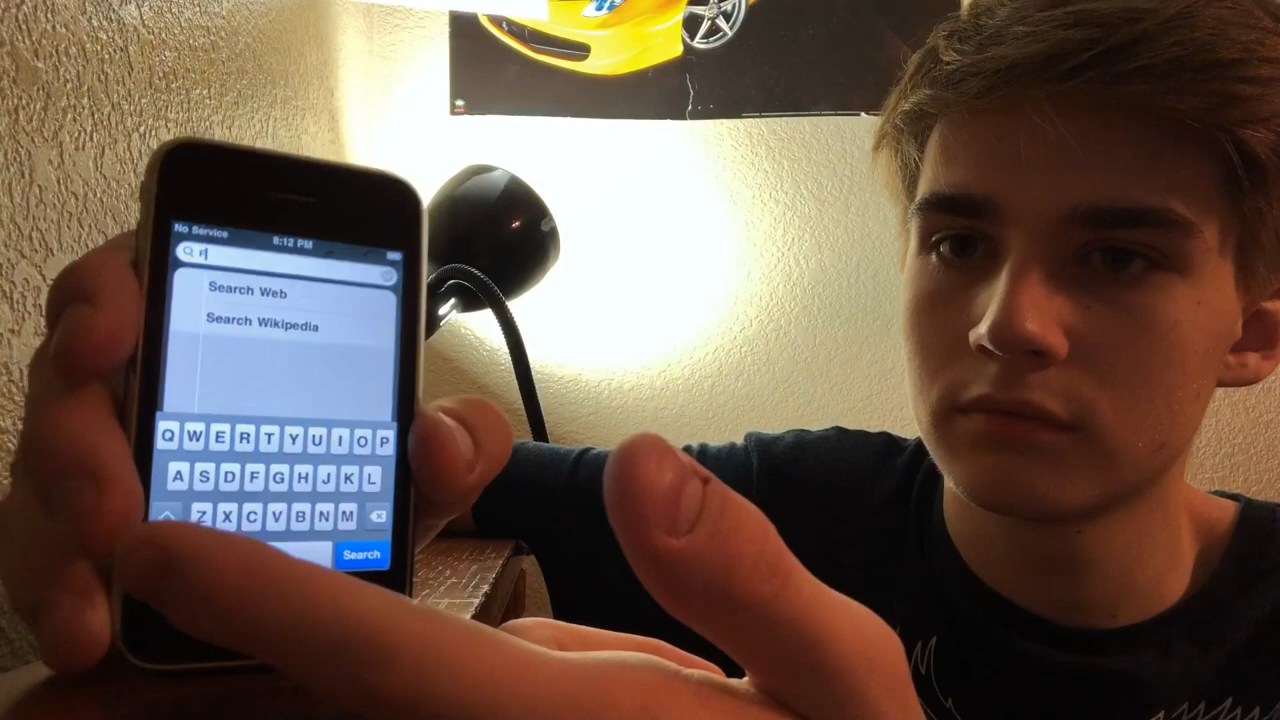 No Service
8:12 PM
F
Search Web
Search Wikipedia
Q W E R T Y U I O P
A S D F G H J K L
Z X C V B N M
Search